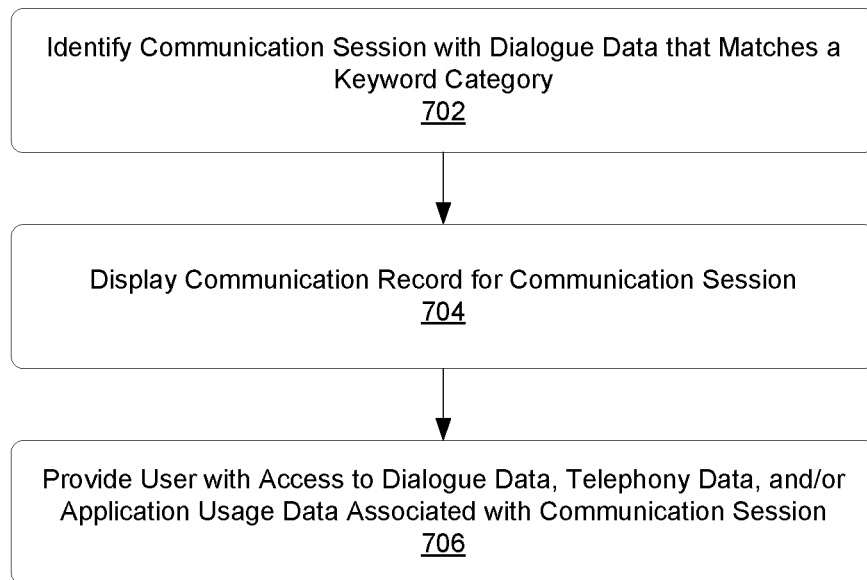 Identify Communication Session with Dialogue Data that Matches a
Keyword Category
702
Display Communication Record for Communication Session
704
Provide User with Access to Dialogue Data, Telephony Data, and/or
Application Usage Data Associated with Communication Session
706